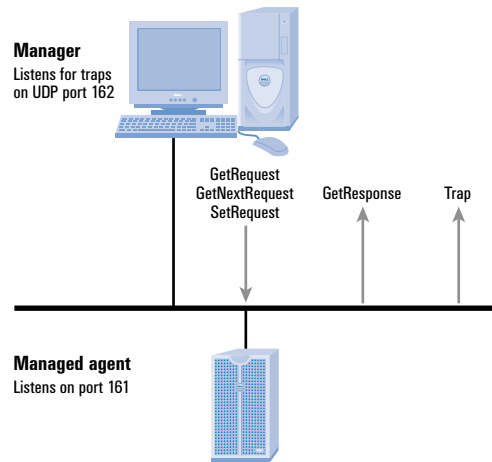 Manager
Listens for traps
on UDP port 162
GetRequest
GetNextRequest
SetRequest
GetResponse
Trap
Managed agent
Listens on port 161